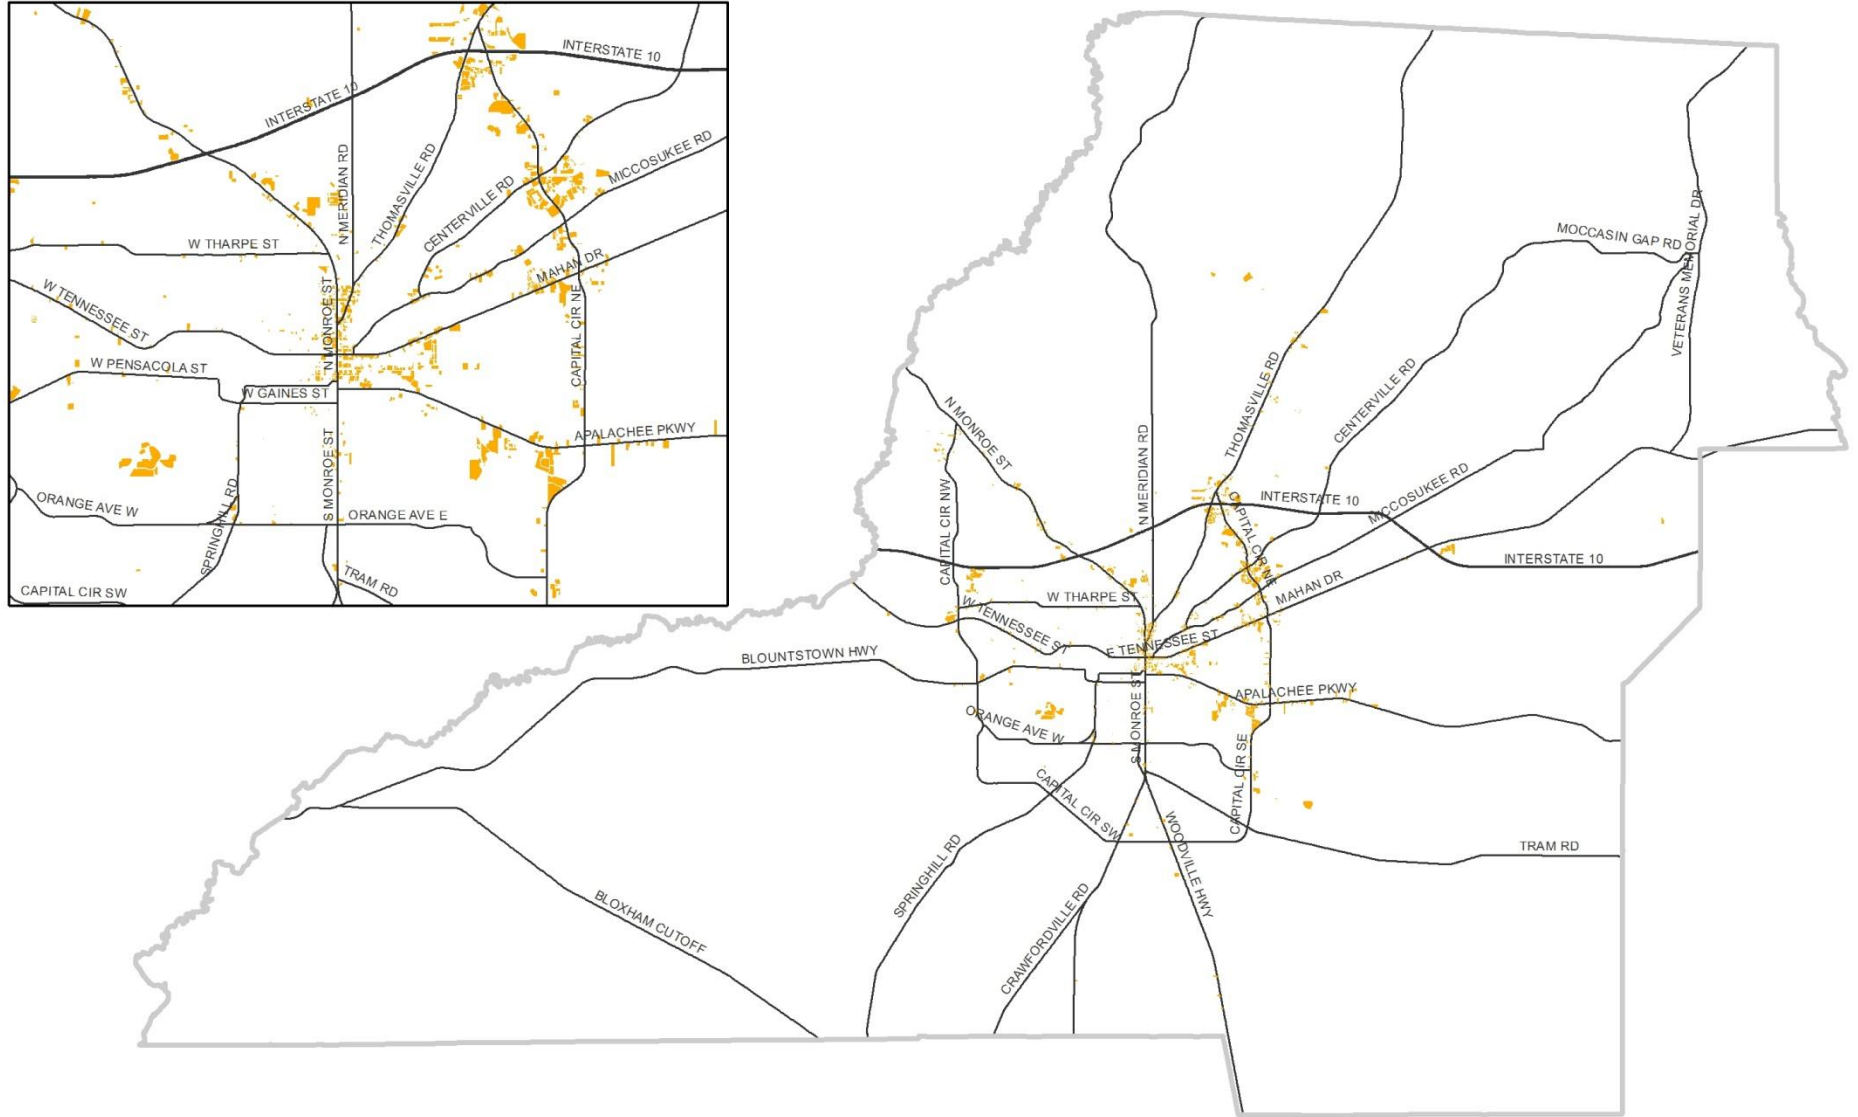 INTERSTATE 10
INTERSTATE 10
N MERIDIAN RD
THOMASVILLE RD
MICCOSUKEE RD
CENTERVILLE RD
W THARPE ST
MAHAN DR
W TENNESSEE ST
N MONROE ST
CAPITAL CIR NE
W PENSACOLA ST
W GAINES ST
APALACHEE PKWY
S MONROE ST
ORANGE AVE W
SPRINGHILL RD
ORANGE AVE E
TRAM RD
CAPITAL CIR SW
MOCCASIN GAP RD
VETERANS MEMORIAL DR
THOMASVILLE RD
CENTERVILLE RD
N MONROE ST
N MERIDIAN RD
CAPITAL CIR NW
INTERSTATE 10
MICCOSUKEE RD
CAPITAL CIR NE
INTERSTATE 10
MAHAN DR
W THARPE ST
W TENNESSEE ST
E TENNESSEE ST
BLOUNTSTOWN HWY
APALACHEE PKWY
S MONROE ST
ORANGE AVE W
CAPITAL CIR SE
CAPITAL CIR SW
WOODVILLE HWY
TRAM RD
SPRINGHILL RD
BLOXHAM CUTOFF
CRAWFORDVILLE RD